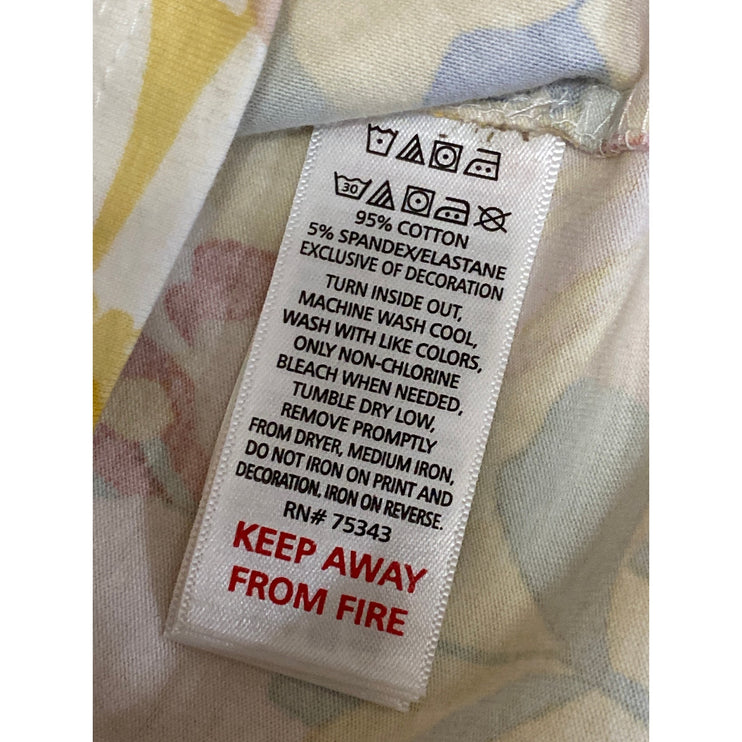 30
95% COTTON
5% SPANDEX/ELASTANE
EXCLUSIVE OF DECORATION
TURN INSIDE OUT,
MACHINE WASH COOL,
WASH WITH LIKE COLORS,
ONLY NON-CHLORINE
BLEACH WHEN NEEDED,
TUMBLE DRY LOW,
REMOVE PROMPTLY
FROM DRYER, MEDIUM IRON,
DO NOT IRON ON PRINT AND
DECORATION. IRON ON REVERSE.
RN# 75343
KEEP AWAY
FROM FIRE